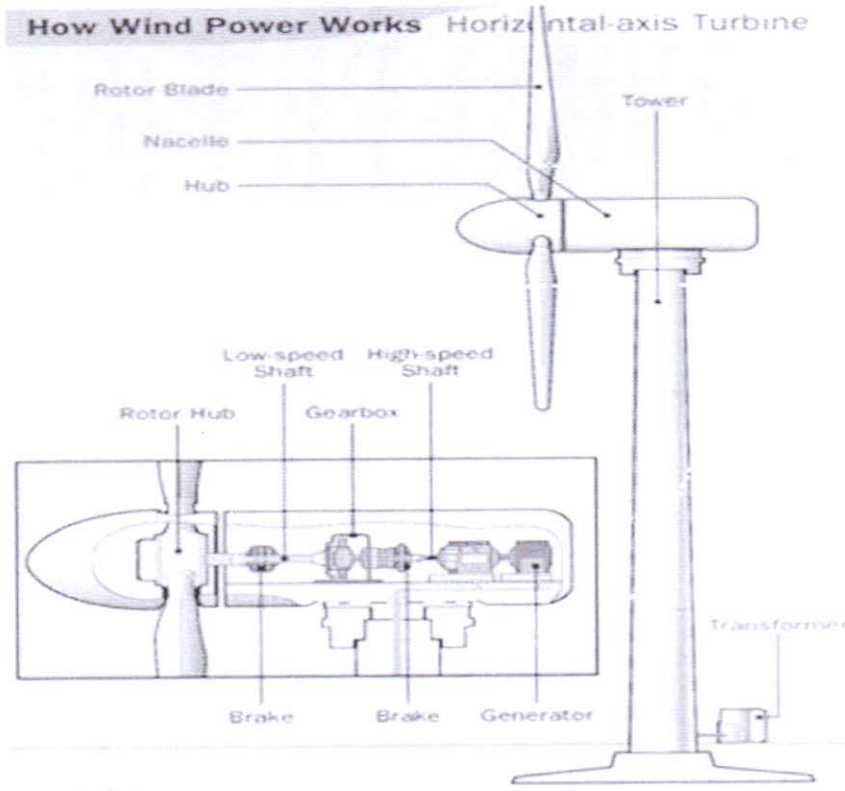 How Wind Power Works Horizontal-axis Turbine
Rotor Blade
Tower
Nacelle
Hub
Low-speed
Shaft
High-speed
Shaft
Rotor Hub
Gearbox
Transformer
Brake
Brake
Generator